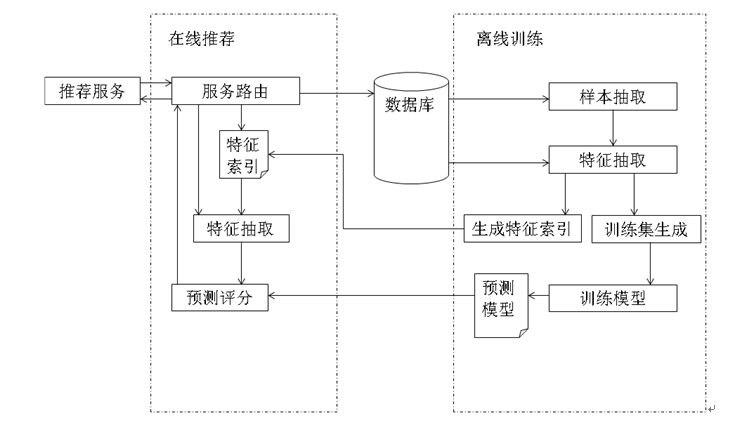 在线推荐
离线训练
推荐服务
服务路由
数据库
样本抽取
特征
索引
特征抽取
特征抽取
生成特征索引
训练集生成
预测评分
预测
模型
训练模型